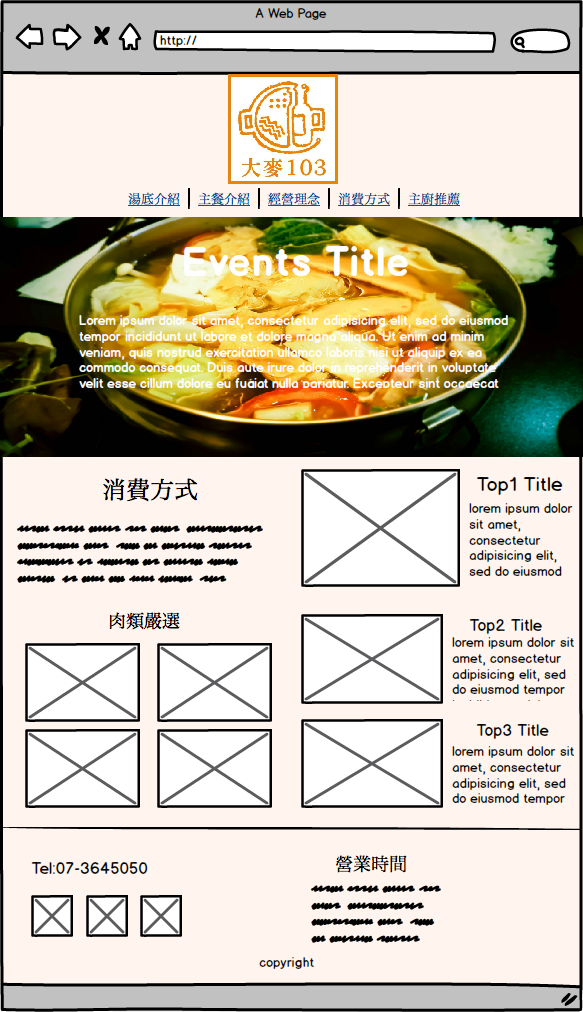 A Web Page
http://
大麥103
湯底介紹 主餐介紹 經營理念 消費方式 主廚推薦
Events Title
Lorem ipsum dolor sit amet, consectetur adipisicing elit, sed do eiusmod
tempor incididunt ut labore et dolore magna aliqua. Ut enim ad minim
veniam, quis nostrud exercitation ullamco laboris nisi ut aliquip ex ea
commodo consequat. Duis aute irure dolor in reprehenderit in voluptate
velit esse cillum dolore eu fugiat nulla pariatur. Excepteur sint occaecat
消費方式
肉類嚴選
Top1 Title
lorem ipsum dolor
sit amet,
consectetur
adipisicing elit,
sed do eiusmod
Top2 Title
lorem ipsum dolor sit
amet, consectetur
adipisicing elit, sed
do eiusmod tempor
Top3 Title
lorem ipsum dolor sit
amet, consectetur
adipisicing elit, sed
do eiusmod tempor
Tel:07-3645050
營業時間
copyright